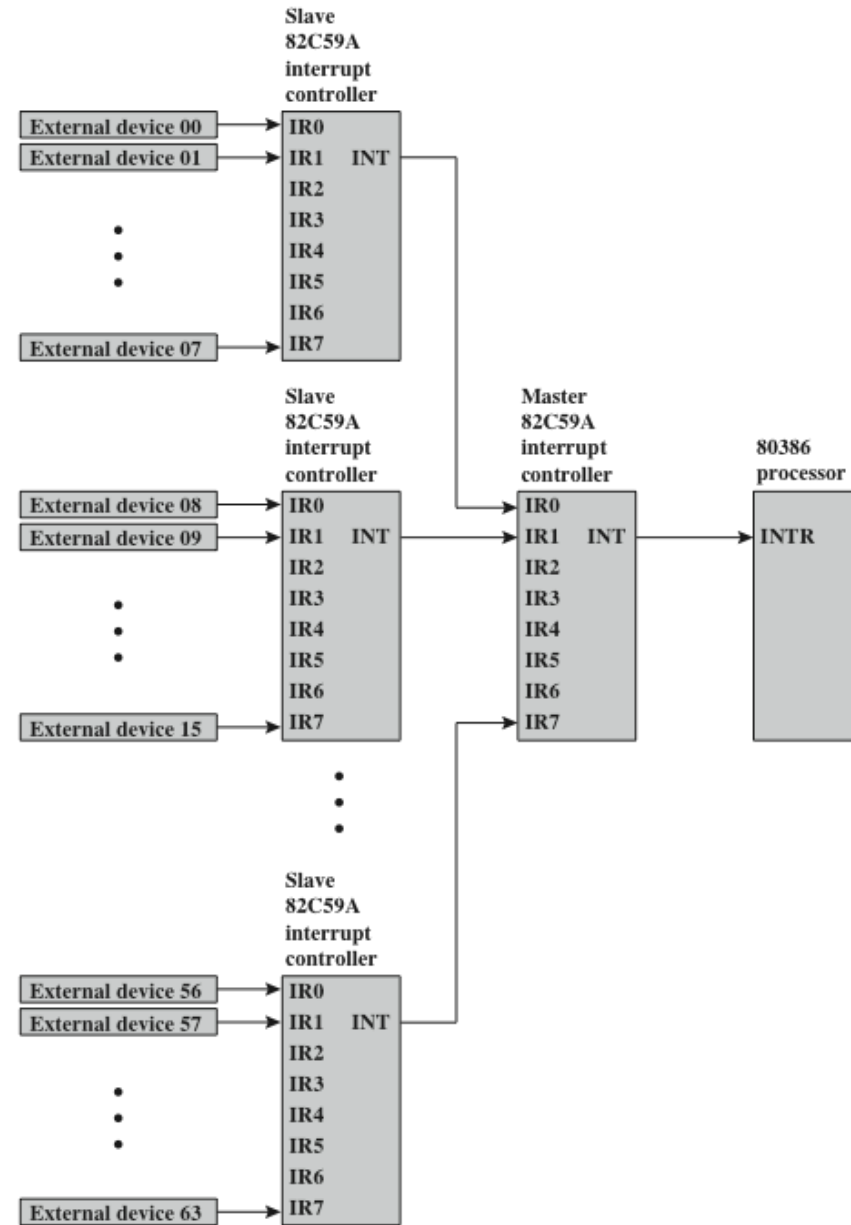 Slave
82C59A
interrupt
controller
External device 00
IR0
External device 01
IR1 INT
IR2
IR3
IR4
IR5
IR6
External device 07
IR7
Slave
82C59A
interrupt
controller
Master
82C59A
interrupt
controller
80386
processor
External device 08
IR0
IR0
External device 09
IR1 INT
IR1 INT
INTR
IR2
IR2
IR3
IR3
IR4
IR4
IR5
IR5
IR6
IR6
External device 15
IR7
IR7
Slave
82C59A
interrupt
controller
External device 56
IR0
External device 57
IR1 INT
IR2
IR3
IR4
IR5
IR6
External device 63
IR7